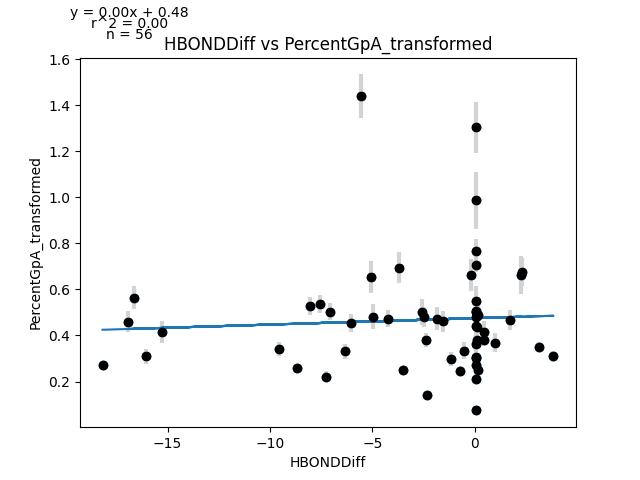 y = 0.00x + 0.48
r^2 = 0.00
n = 56
HBONDDiff vs PercentGpA_transformed
PercentGpA_transformed
1.6
1.4
1.2
1.0
0.8
0.6
0.4
0.2
−15
−10
−5
0
HBONDDiff